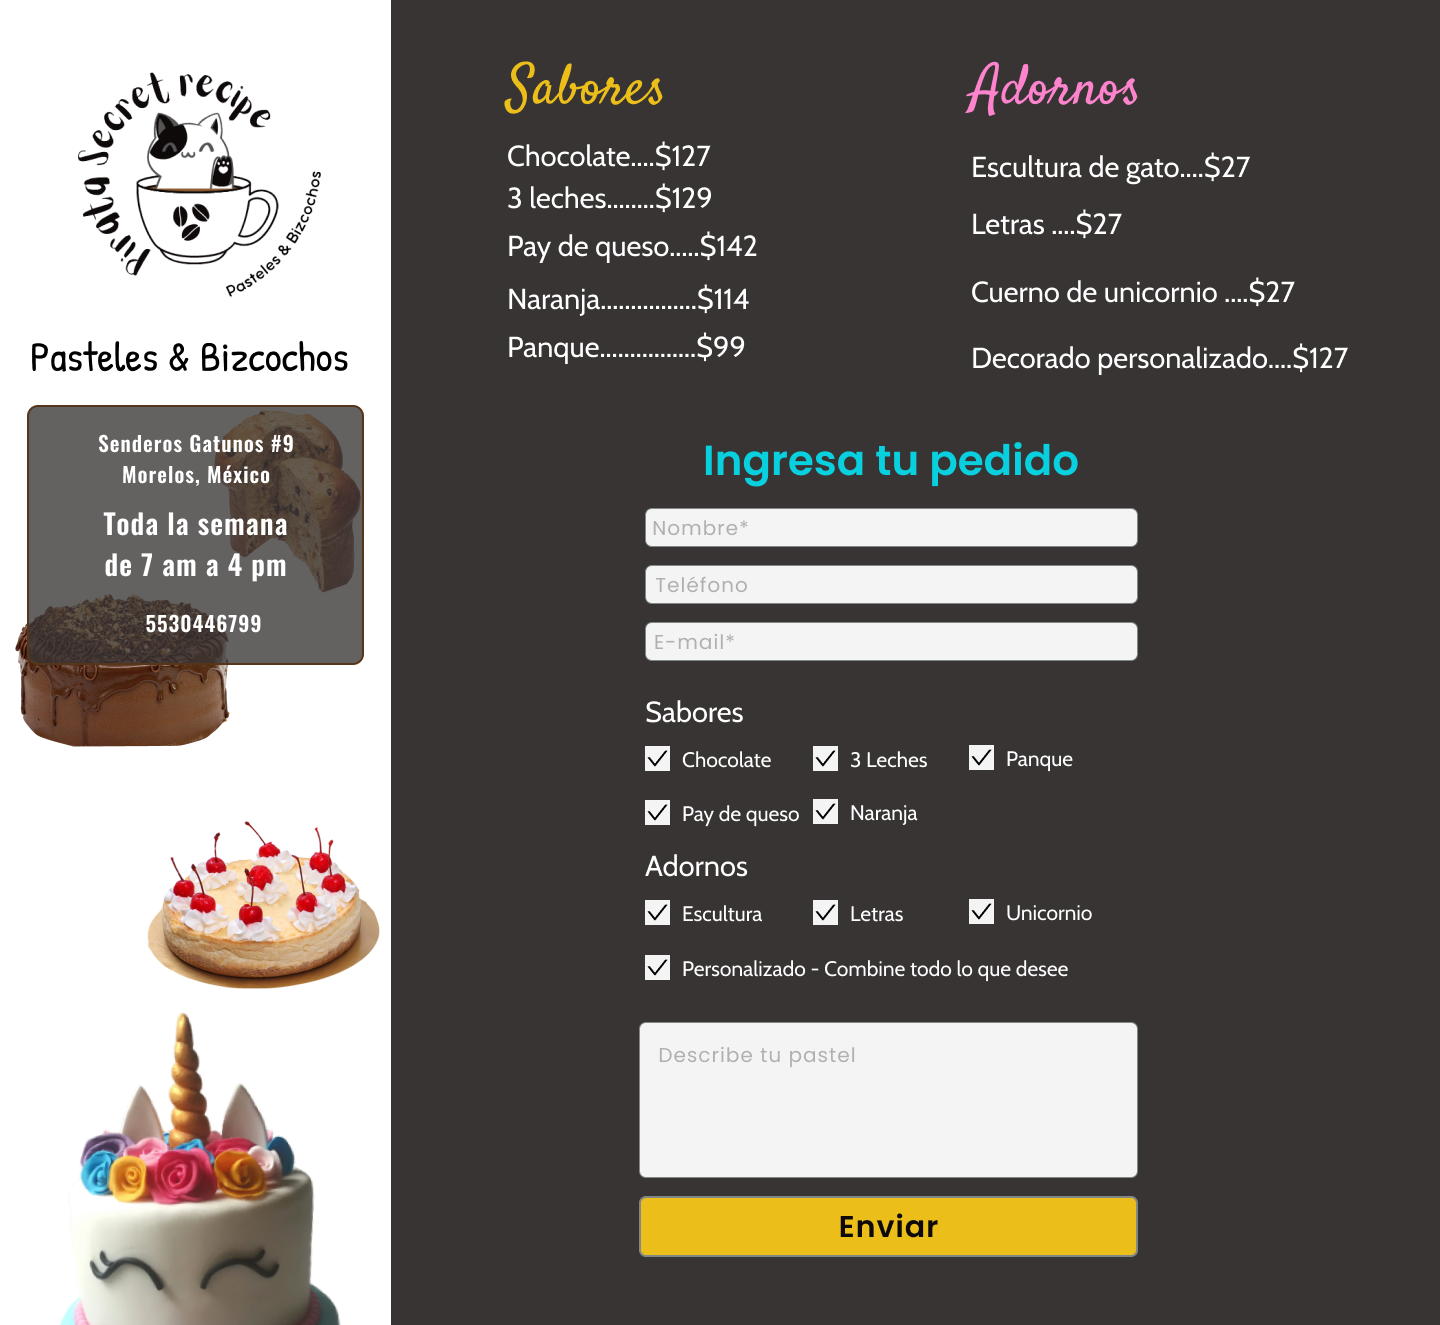 Pirata Secret recipe
Pasteles & Bizcochos
Pasteles & Bizcochos
Senderos Gatunos #9
Morelos, México
Toda la semana
de 7 am a 4 pm
5530446799
Sabores
Chocolate....$127
3 leches........$129
Pay de queso.....$142
Naranja................$114
Panque................$99
Adornos
Escultura de gato....$27
Letras ....$27
Cuerno de unicornio ....$27
Decorado personalizado....$127
Ingresa tu pedido
Nombre*
Teléfono
E-mail*
Sabores
Chocolate 3 Leches Panque
Pay de queso Naranja
Adornos
Escultura Letras Unicornio
Personalizado - Combine todo lo que desee
Describe tu pastel
Enviar